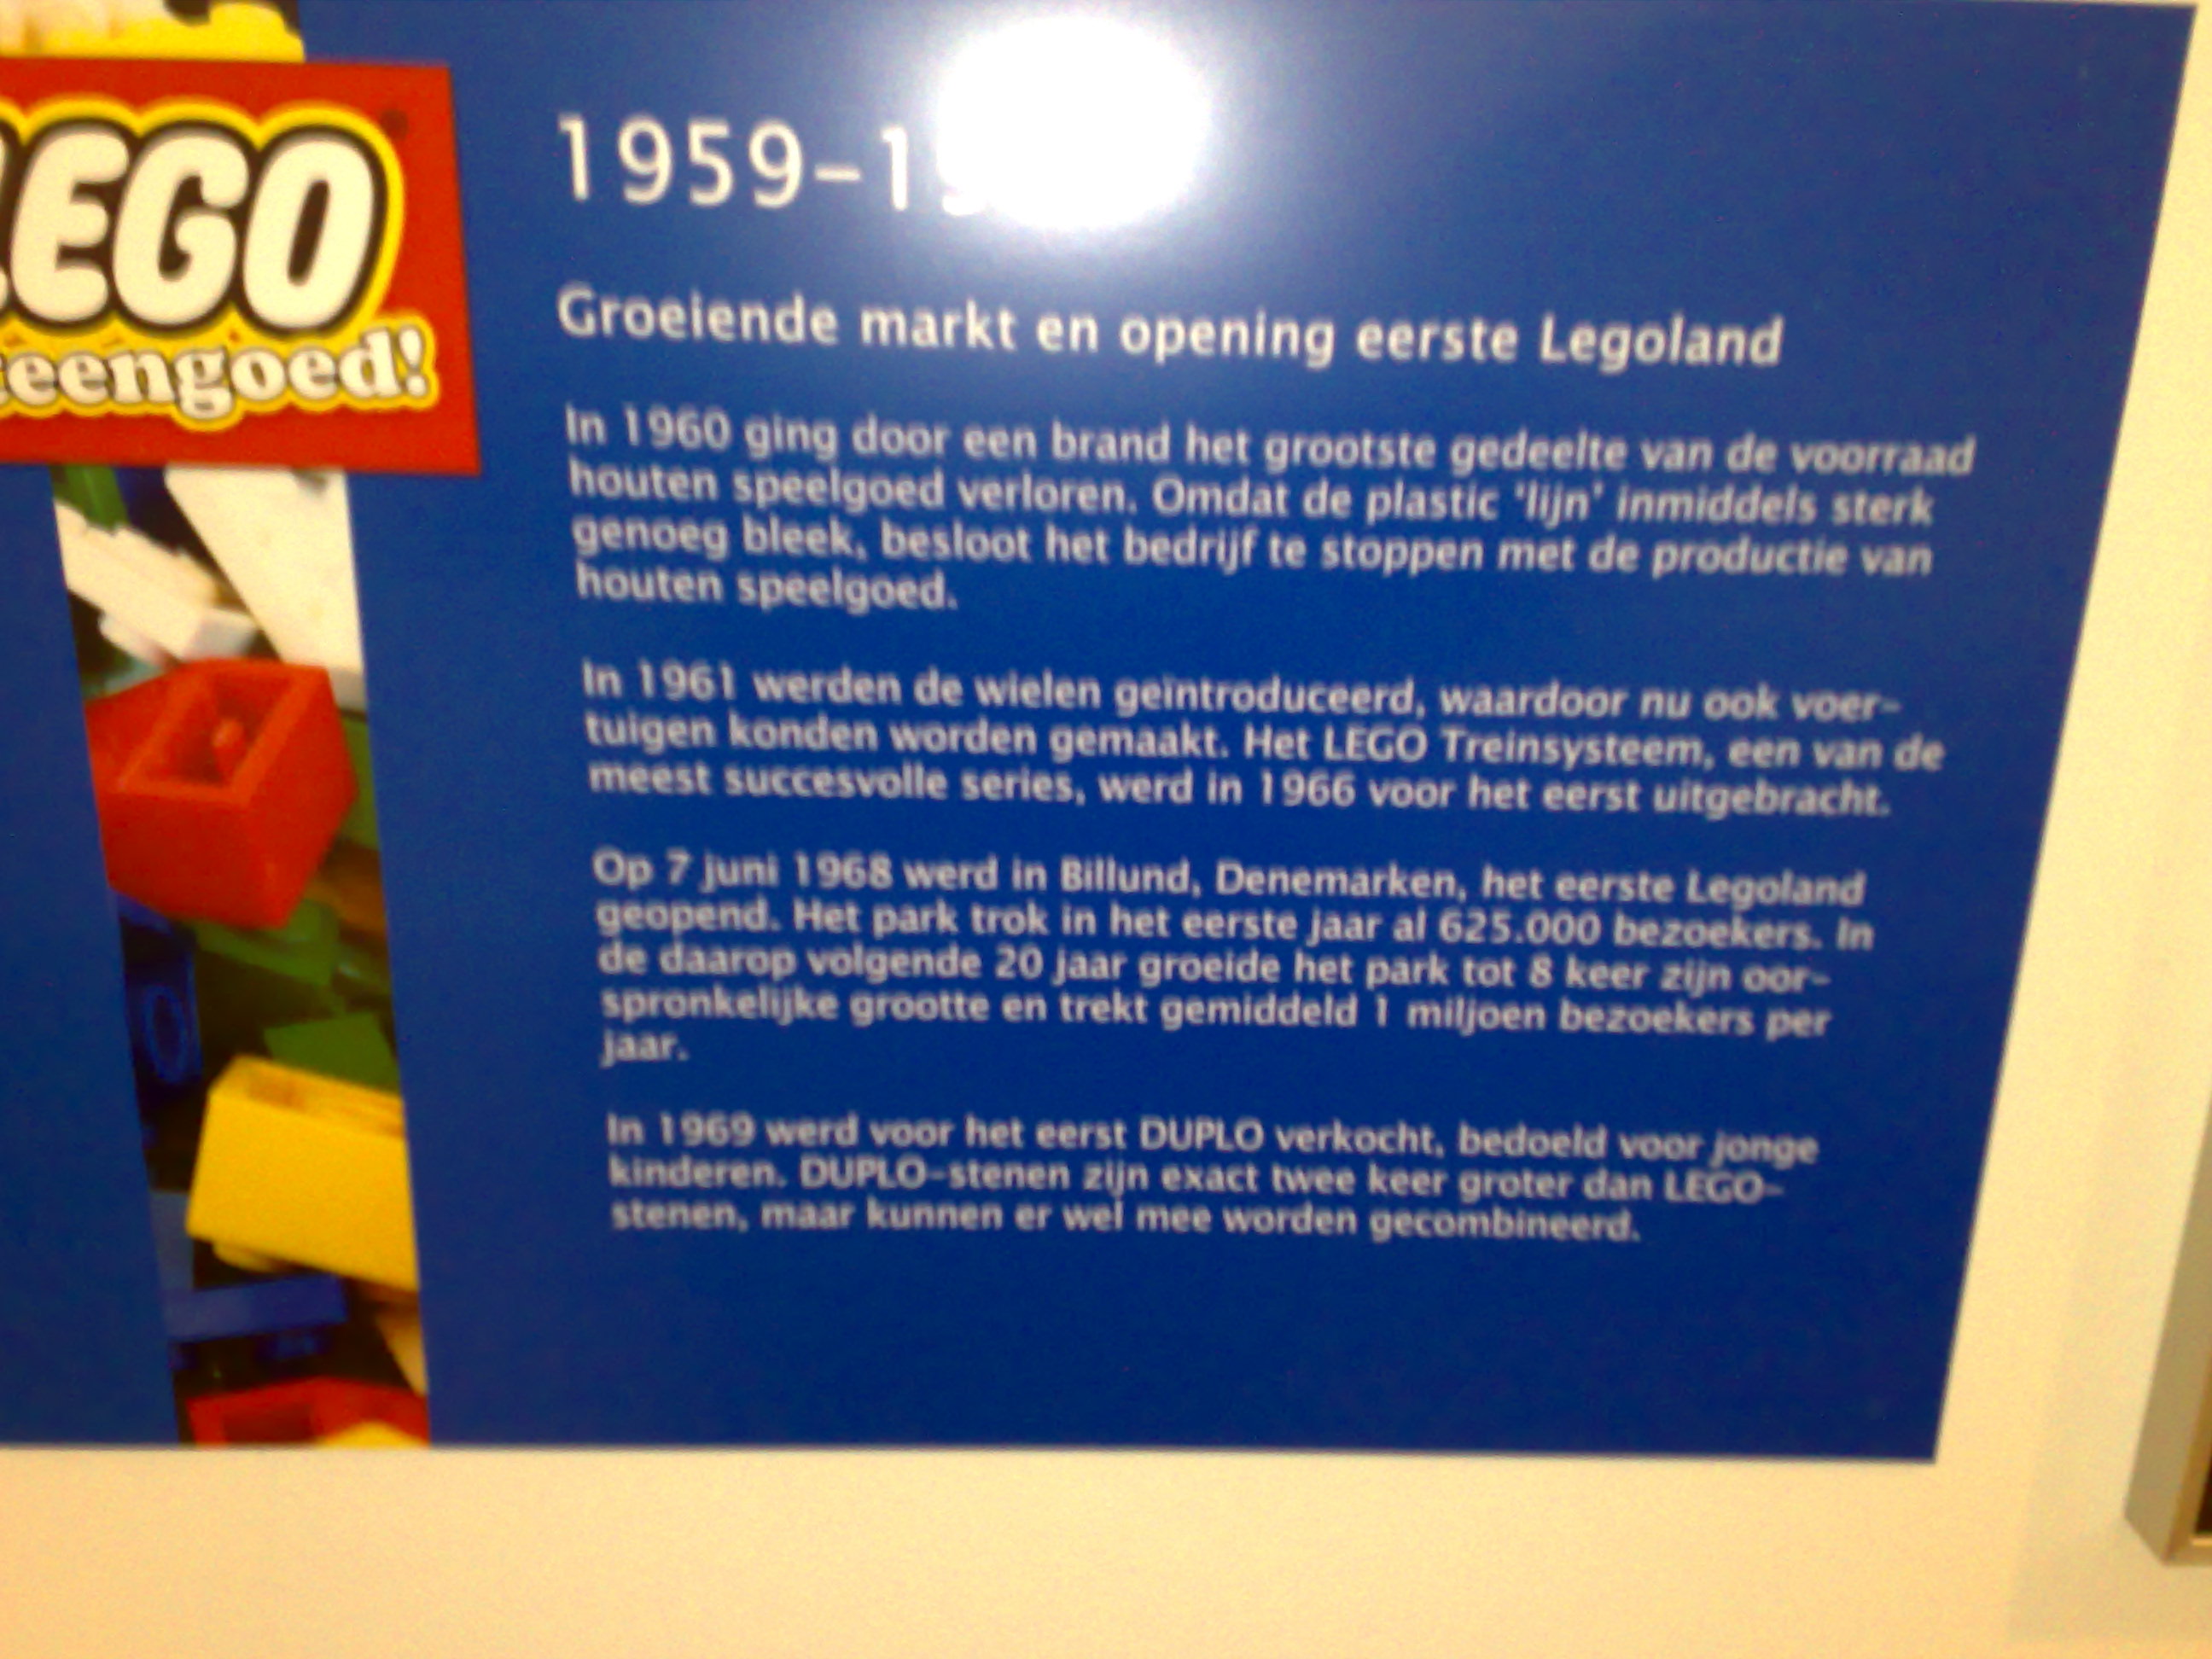 LEGO
teengoed!
1959-19
Groeiende markt en opening eerste Legoland
In 1960 ging door een brand het grootste gedeelte van de voorraad
houten speelgoed verloren. Omdat de plastic 'lijn' inmiddels sterk
genoeg bleek, besloot het bedrijf te stoppen met de productie van
houten speelgoed.
In 1961 werden de wielen geïntroduceerd, waardoor nu ook voer-
tuigen konden worden gemaakt. Het LEGO Treinsysteem, een van de
meest succesvolle series, werd in 1966 voor het eerst uitgebracht.
Op 7 juni 1968 werd in Billund, Denemarken, het eerste Legoland
geopend. Het park trok in het eerste jaar al 625.000 bezoekers. In
de daarop volgende 20 jaar groeide het park tot 8 keer zijn oor-
spronkelijke grootte en trekt gemiddeld 1 miljoen bezoekers per
jaar.
In 1969 werd voor het eerst DUPLO verkocht, bedoeld voor jonge
kinderen. DUPLO-stenen zijn exact twee keer groter dan LEGO-
stenen, maar kunnen er wel mee worden gecombineerd.